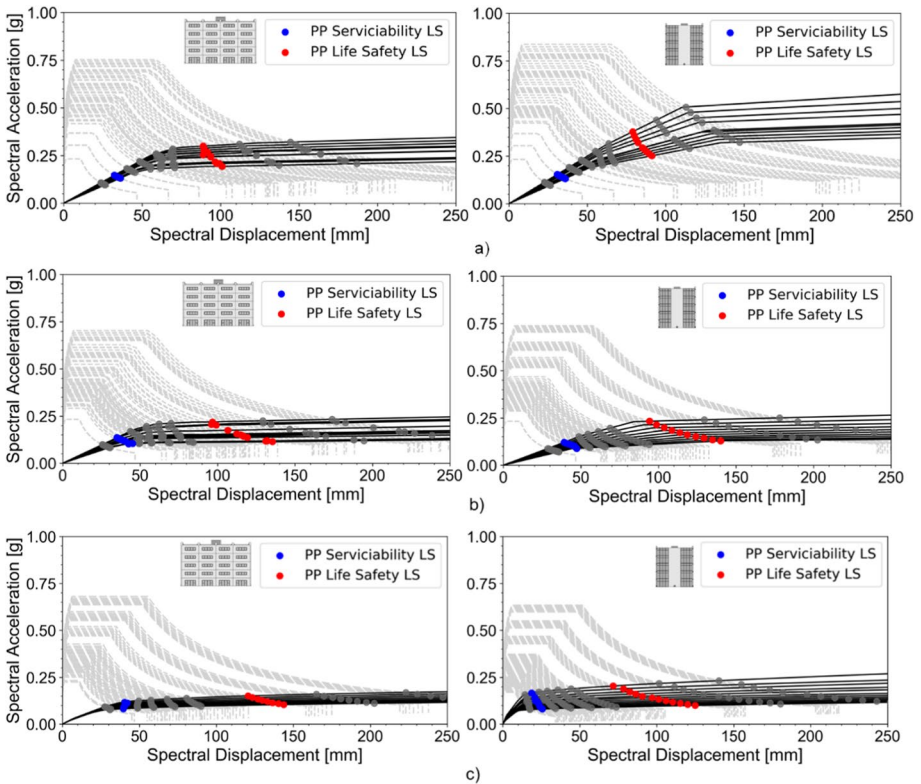 1.00
0.75
0.50
0.25
0.00
Spectral Acceleration [g]
PP Serviciability LS
PP Life Safety LS
0 50 100 150 200 250
Spectral Displacement [mm]
1.00
0.75
0.50
0.25
0.00
PP Serviciability LS
PP Life Safety LS
0 50 100 150 200 250
Spectral Displacement [mm]
a)
1.00
0.75
0.50
0.25
0.00
Spectral Acceleration [g]
PP Serviciability LS
PP Life Safety LS
0 50 100 150 200 250
Spectral Displacement [mm]
1.00
0.75
0.50
0.25
0.00
PP Serviciability LS
PP Life Safety LS
0 50 100 150 200 250
Spectral Displacement [mm]
b)
1.00
0.75
0.50
0.25
0.00
Spectral Acceleration [g]
PP Serviciability LS
PP Life Safety LS
0 50 100 150 200 250
Spectral Displacement [mm]
1.00
0.75
0.50
0.25
0.00
PP Serviciability LS
PP Life Safety LS
0 50 100 150 200 250
Spectral Displacement [mm]
c)